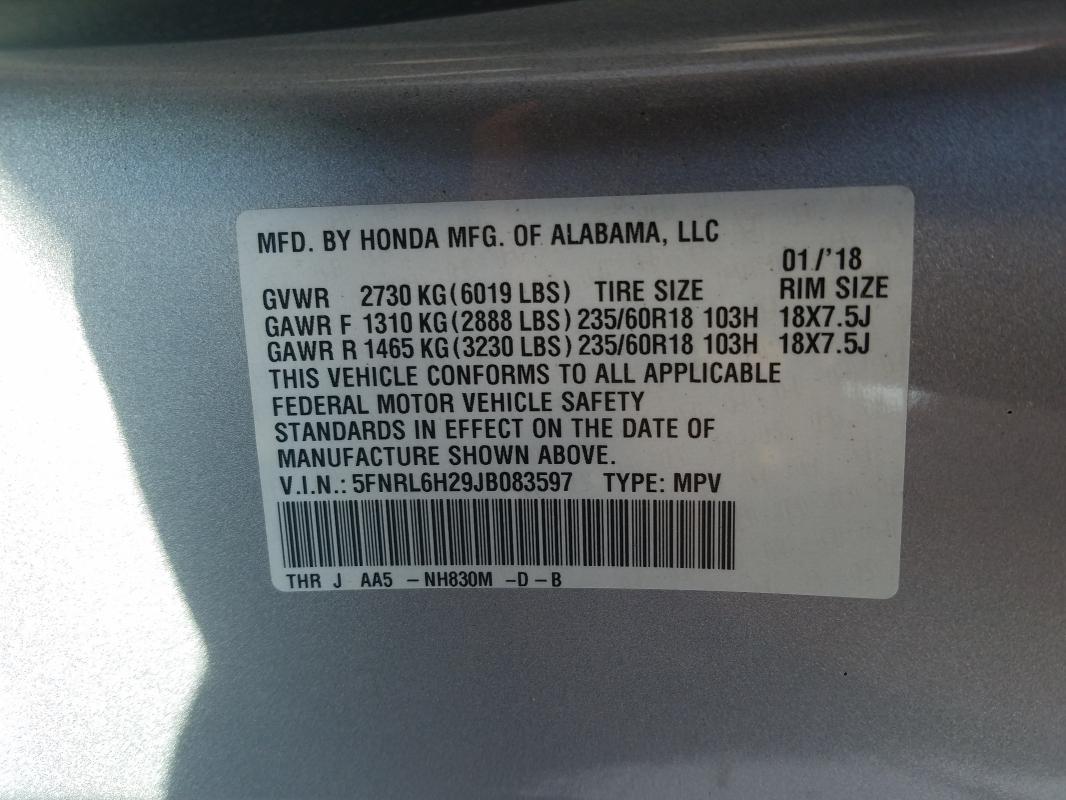 MFD. BY HONDA MFG. OF ALABAMA, LLC
01/'18
GVWR 2730 KG(6019 LBS) TIRE SIZE RIM SIZE
GAWR F 1310 KG(2888 LBS) 235/60R18 103H 18X7.5J
GAWR R 1465 KG(3230 LBS) 235/60R18 103H 18X7.5J
THIS VEHICLE CONFORMS TO ALL APPLICABLE
FEDERAL MOTOR VEHICLE SAFETY
STANDARDS IN EFFECT ON THE DATE OF
MANUFACTURE SHOWN ABOVE.
V.I.N.: 5FNRL6H29JB083597 TYPE: MPV
THR J AA5 -NH830M -D-B